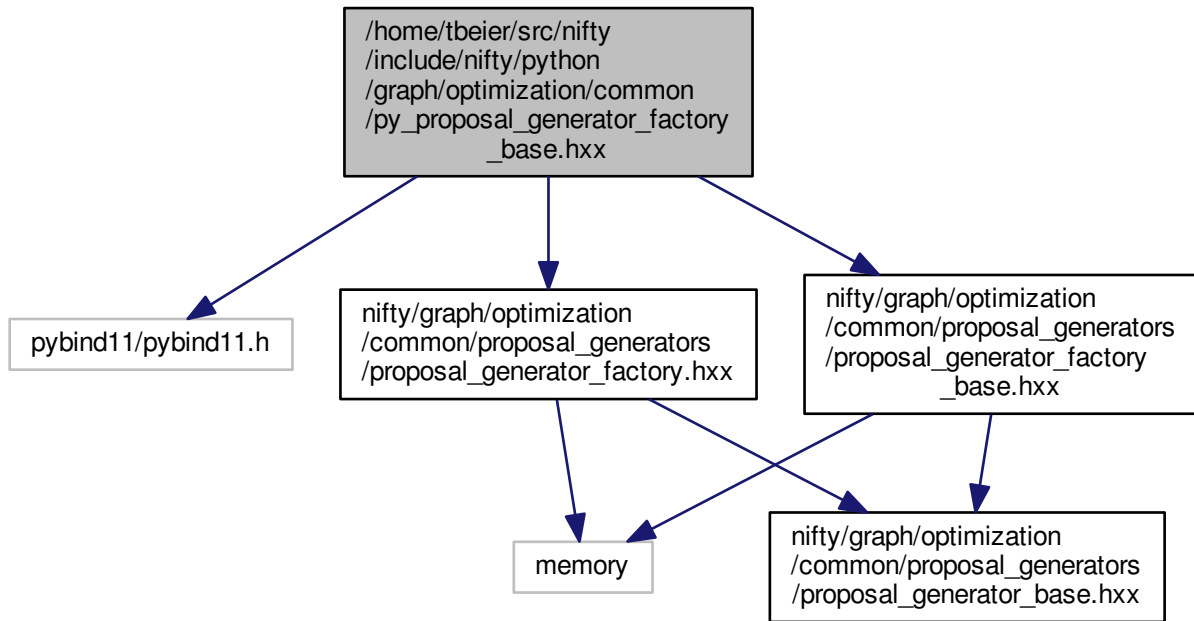 /home/tbeier/src/nifty
/include/nifty/python
/graph/optimization/common
/py_proposal_generator_factory
_base.hxx
pybind11/pybind11.h
nifty/graph/optimization
/common/proposal_generators
/proposal_generator_factory.hxx
nifty/graph/optimization
/common/proposal_generators
/proposal_generator_factory
_base.hxx
memory
nifty/graph/optimization
/common/proposal_generators
/proposal_generator_base.hxx